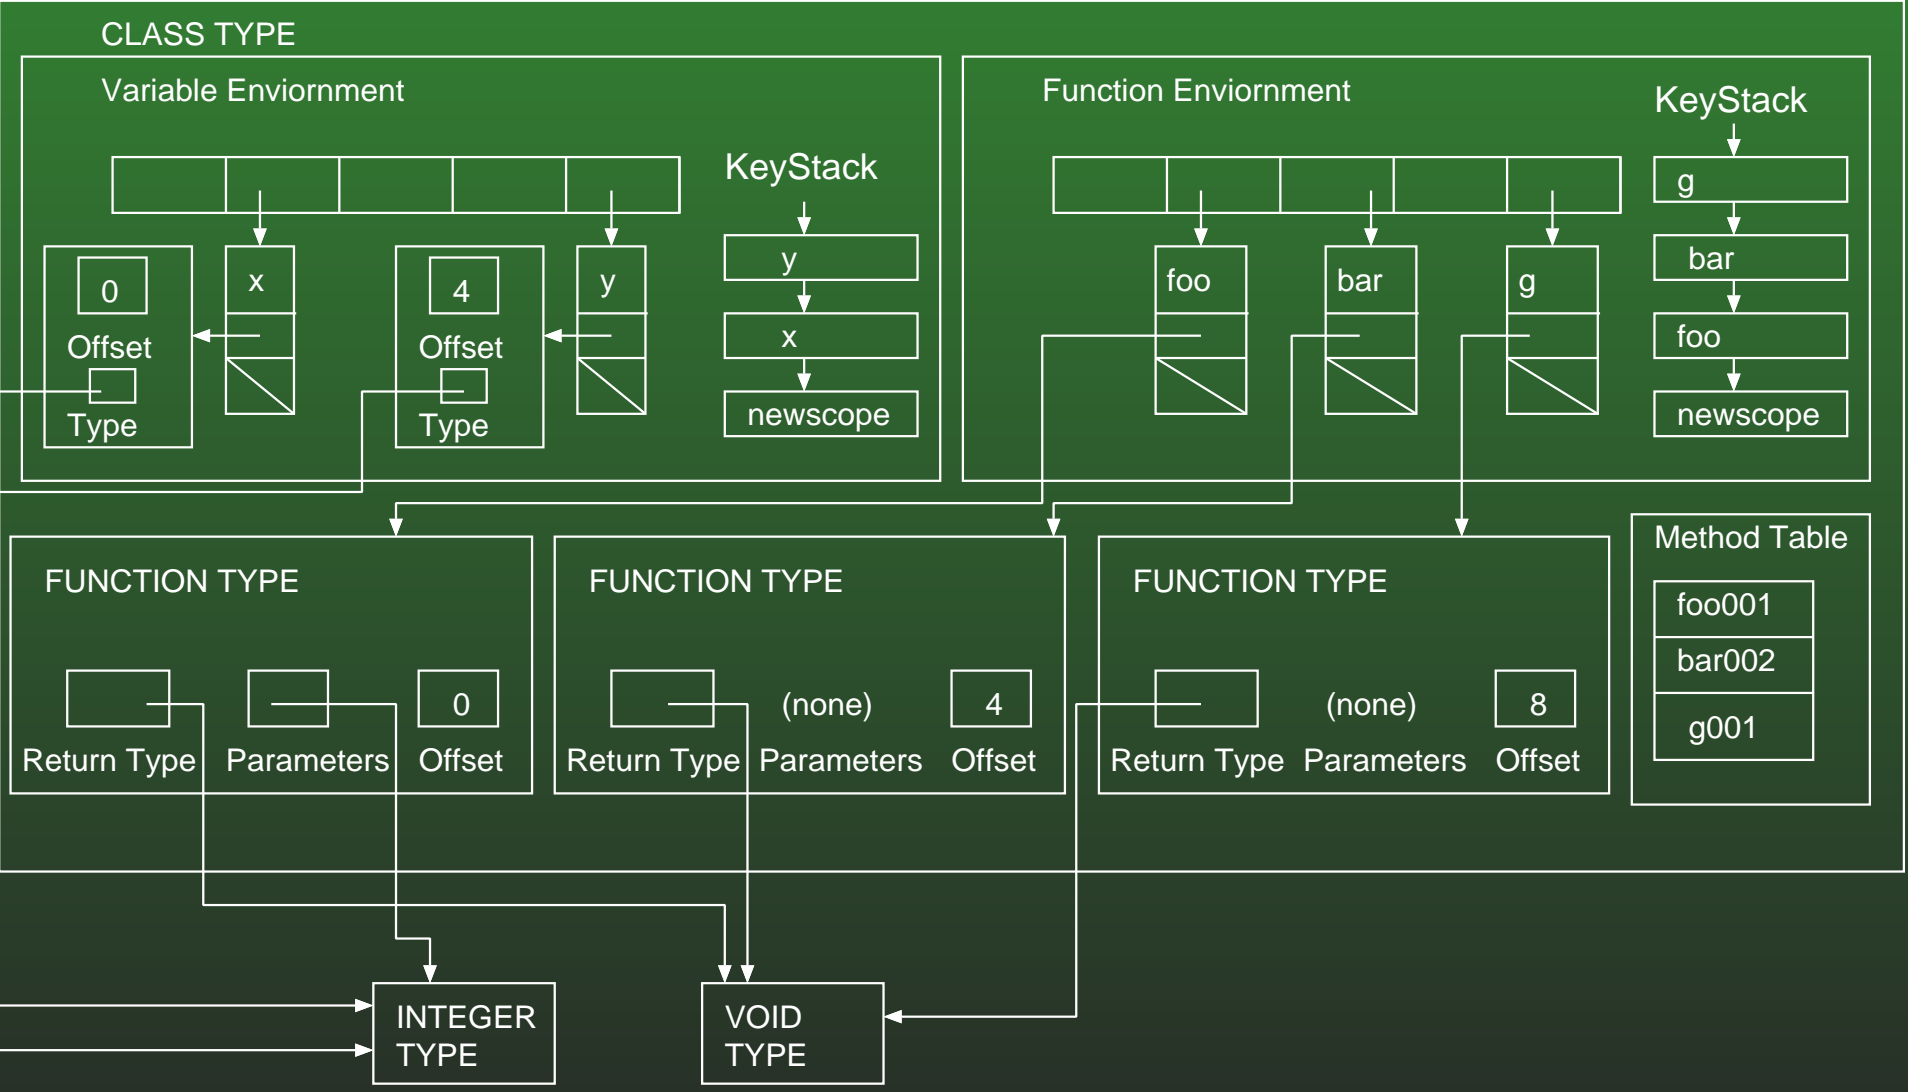 CLASS TYPE
Variable Enviornment
KeyStack
y
x
newscope
0
Offset
Type
x
4
Offset
Type
y
Function Enviornment
KeyStack
g
bar
foo
newscope
foo
bar
g
FUNCTION TYPE
0
Return Type
Parameters
Offset
FUNCTION TYPE
(none)
4
Return Type
Parameters
Offset
FUNCTION TYPE
(none)
8
Return Type
Parameters
Offset
Method Table
foo001
bar002
g001
INTEGER
TYPE
VOID
TYPE